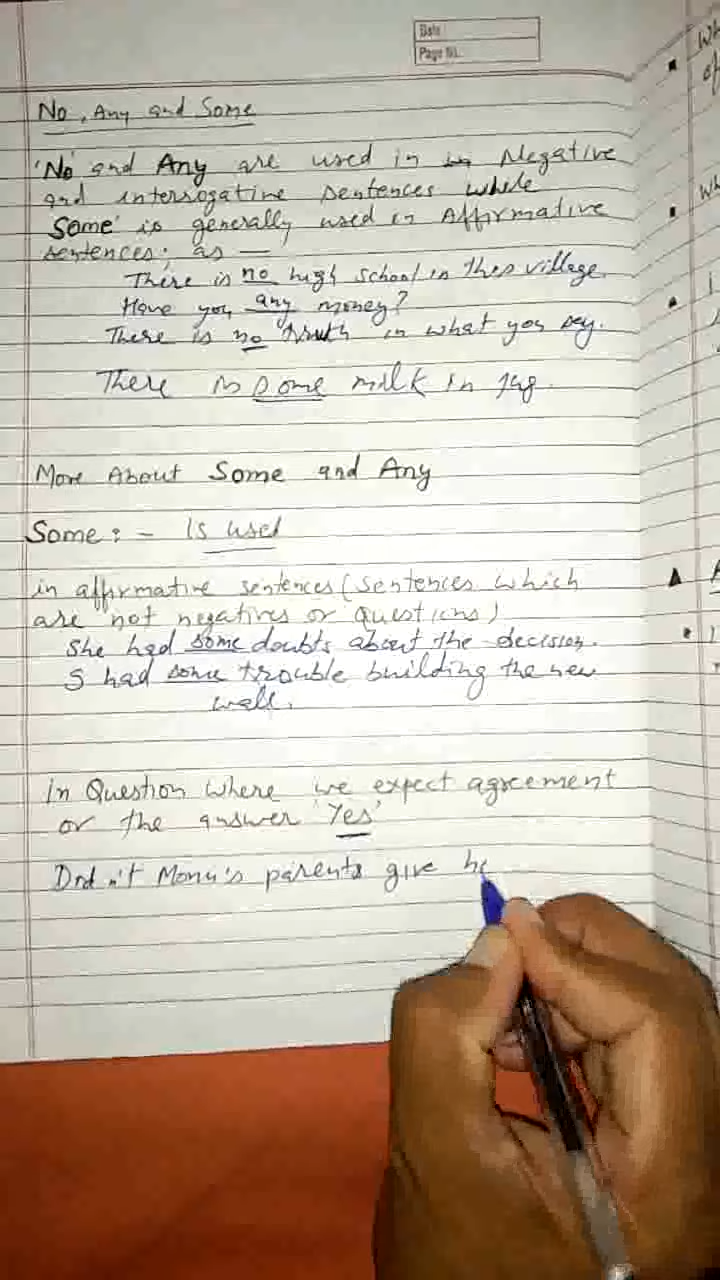 Date
Page No.
No, Any and Some
'No' and Any are used in Negative
and interrogative sentences while
Some' is generally used in Affirmative
sentences; as —
There is no high school in this village.
Have you any money?
There is no truth in what you say.
There is some milk in jug.
More About Some and Any
Some: - Is used
in affirmative sentences (sentences which
are not negatives or questions)
She had some doubts about the decision.
I had some trouble building the new
wall.
In Question where we expect agreement
or the answer 'Yes'
Didn't Monu's parents give h
Wh
of
Wh